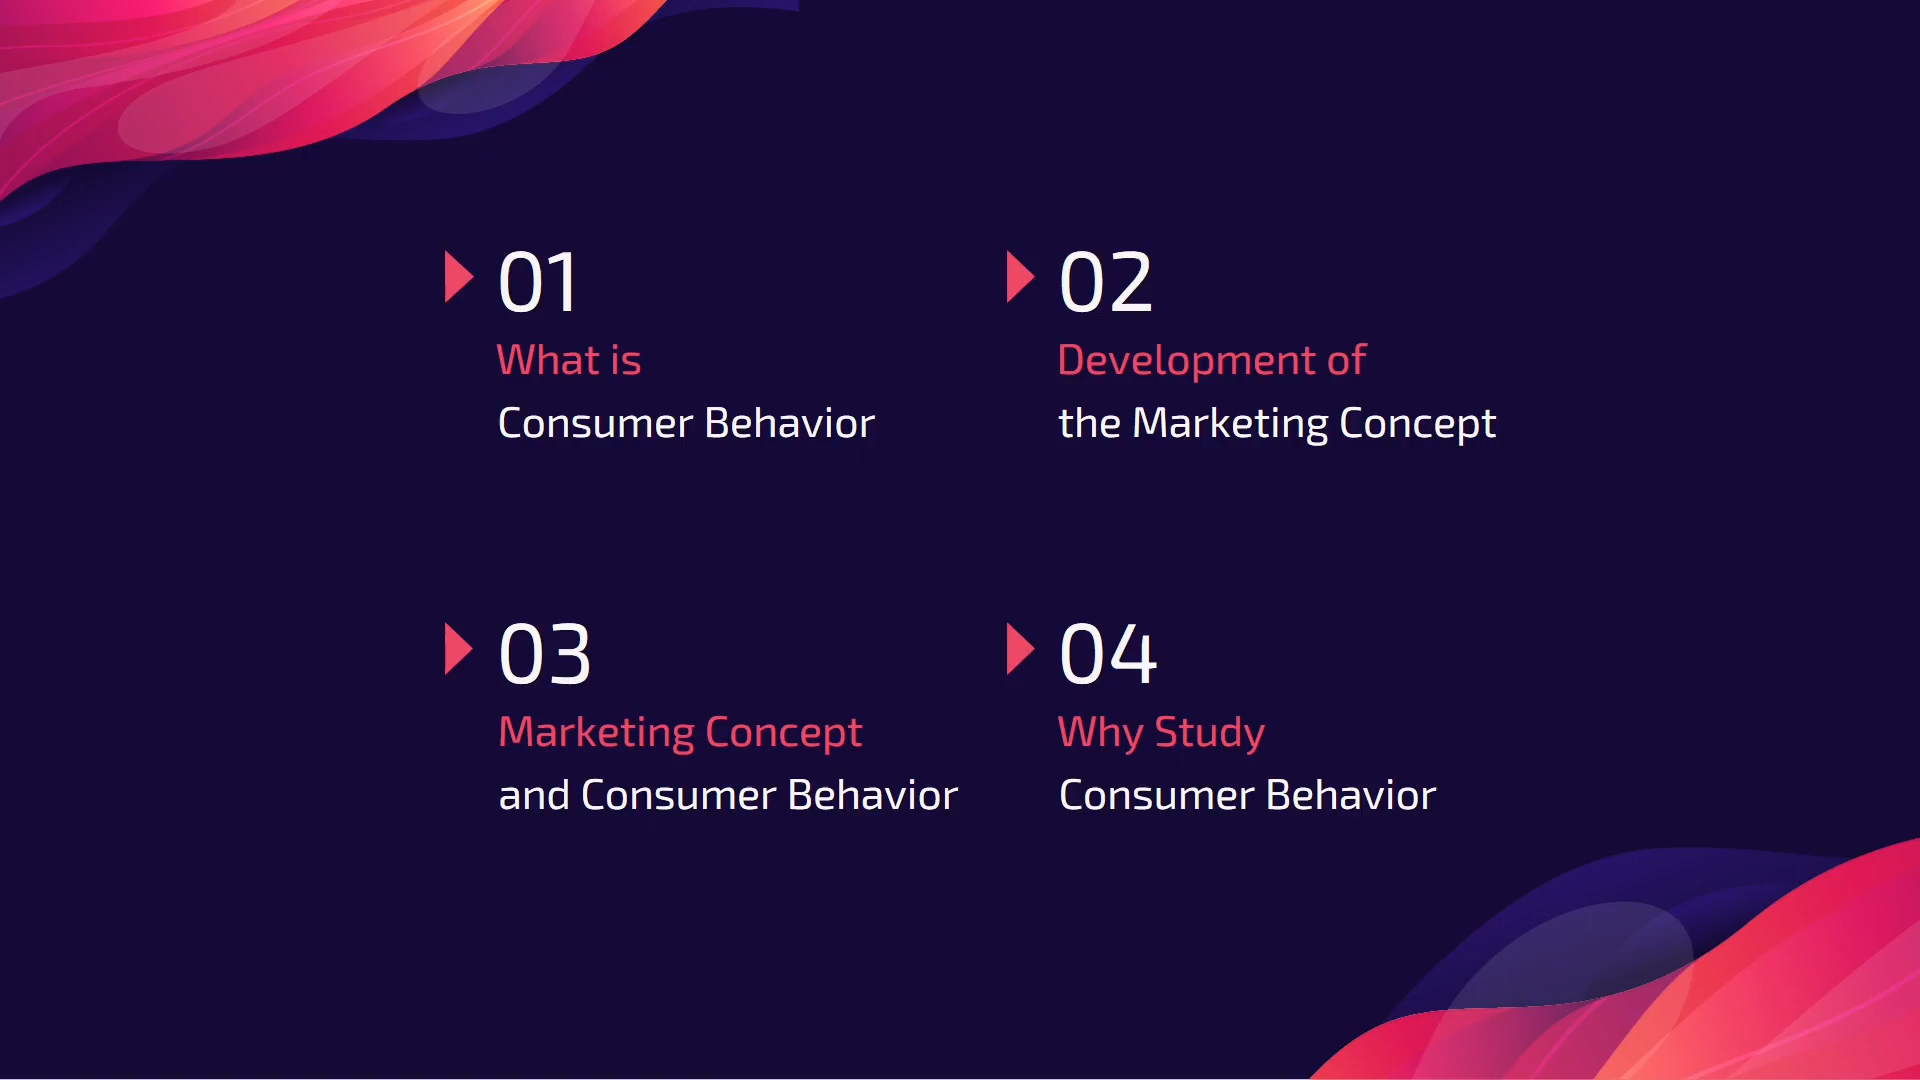 01
What is
Consumer Behavior
02
Development of
the Marketing Concept
03
Marketing Concept
and Consumer Behavior
04
Why Study
Consumer Behavior